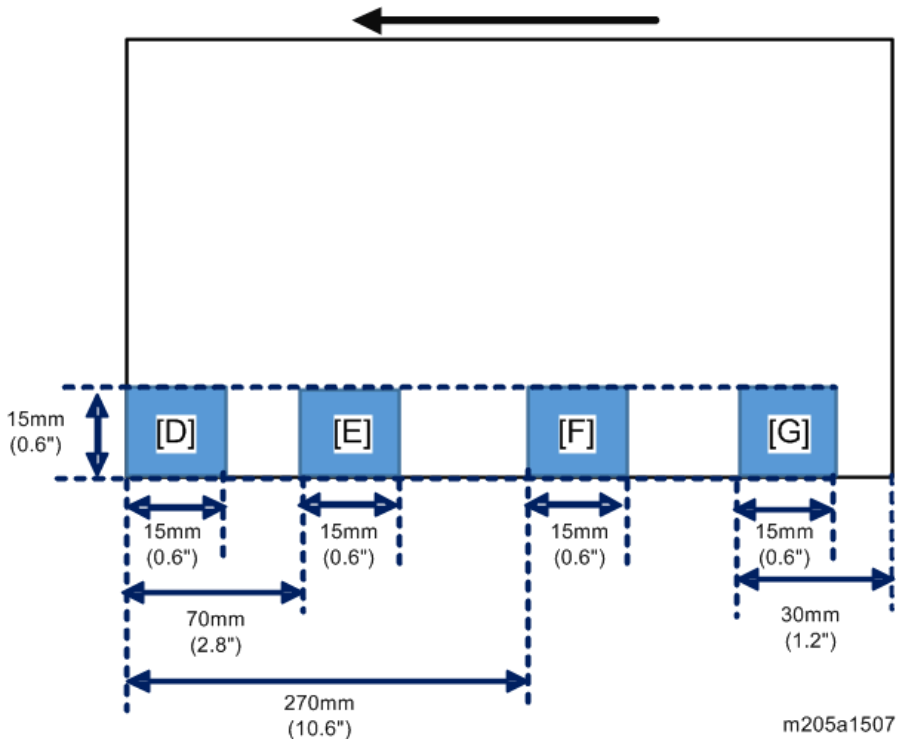 15mm
(0.6")
[D]
[E]
[F]
[G]
15mm
(0.6")
15mm
(0.6")
15mm
(0.6")
15mm
(0.6")
70mm
(2.8")
30mm
(1.2")
270mm
(10.6")
m205a1507